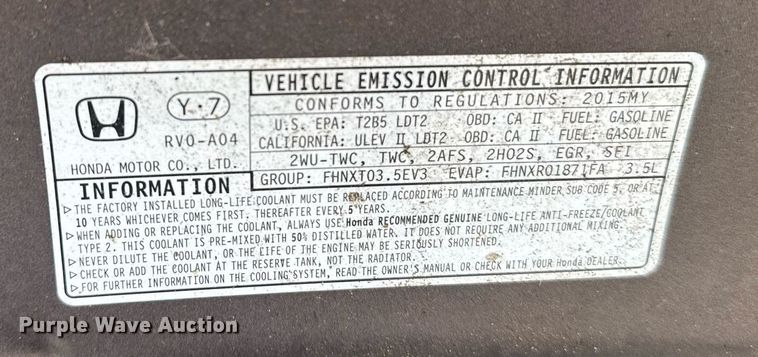 VEHICLE EMISSION CONTROL INFORMATION
CONFORMS TO REGULATIONS: 2015MY
U.S. EPA: T2B5 LDT2 OBD: CA II FUEL: GASOLINE
CALIFORNIA: ULEV II LDT2 OBD: CA II FUEL: GASOLINE
2WU-TWC, TWC, 2AFS, 2HO2S, EGR, SFI
GROUP: FHNXT03.5EV3 EVAP: FHNXR0187IFA 3.5L
Y·7
RV0-A04
HONDA MOTOR CO., LTD.
INFORMATION
▷THE FACTORY INSTALLED LONG-LIFE COOLANT MUST BE REPLACED ACCORDING TO MAINTENANCE MINDER SUB CODE 5, OR AT
10 YEARS WHICHEVER COMES FIRST. THEREAFTER EVERY 5 YEARS.
▷WHEN ADDING OR REPLACING THE COOLANT, ALWAYS USE Honda RECOMMENDED GENUINE LONG-LIFE ANTI-FREEZE/COOLANT
TYPE 2. THIS COOLANT IS PRE-MIXED WITH 50% DISTILLED WATER. IT DOES NOT REQUIRE ANY ADDITIONAL MIXING.
▷NEVER DILUTE THE COOLANT, OR THE LIFE OF THE ENGINE MAY BE SERIOUSLY SHORTENED.
▷CHECK OR ADD THE COOLANT AT THE RESERVE TANK, NOT THE RADIATOR.
▷FOR FURTHER INFORMATION ON THE COOLING SYSTEM, READ THE OWNER'S MANUAL OR CHECK WITH YOUR Honda DEALER.
Purple Wave Auction